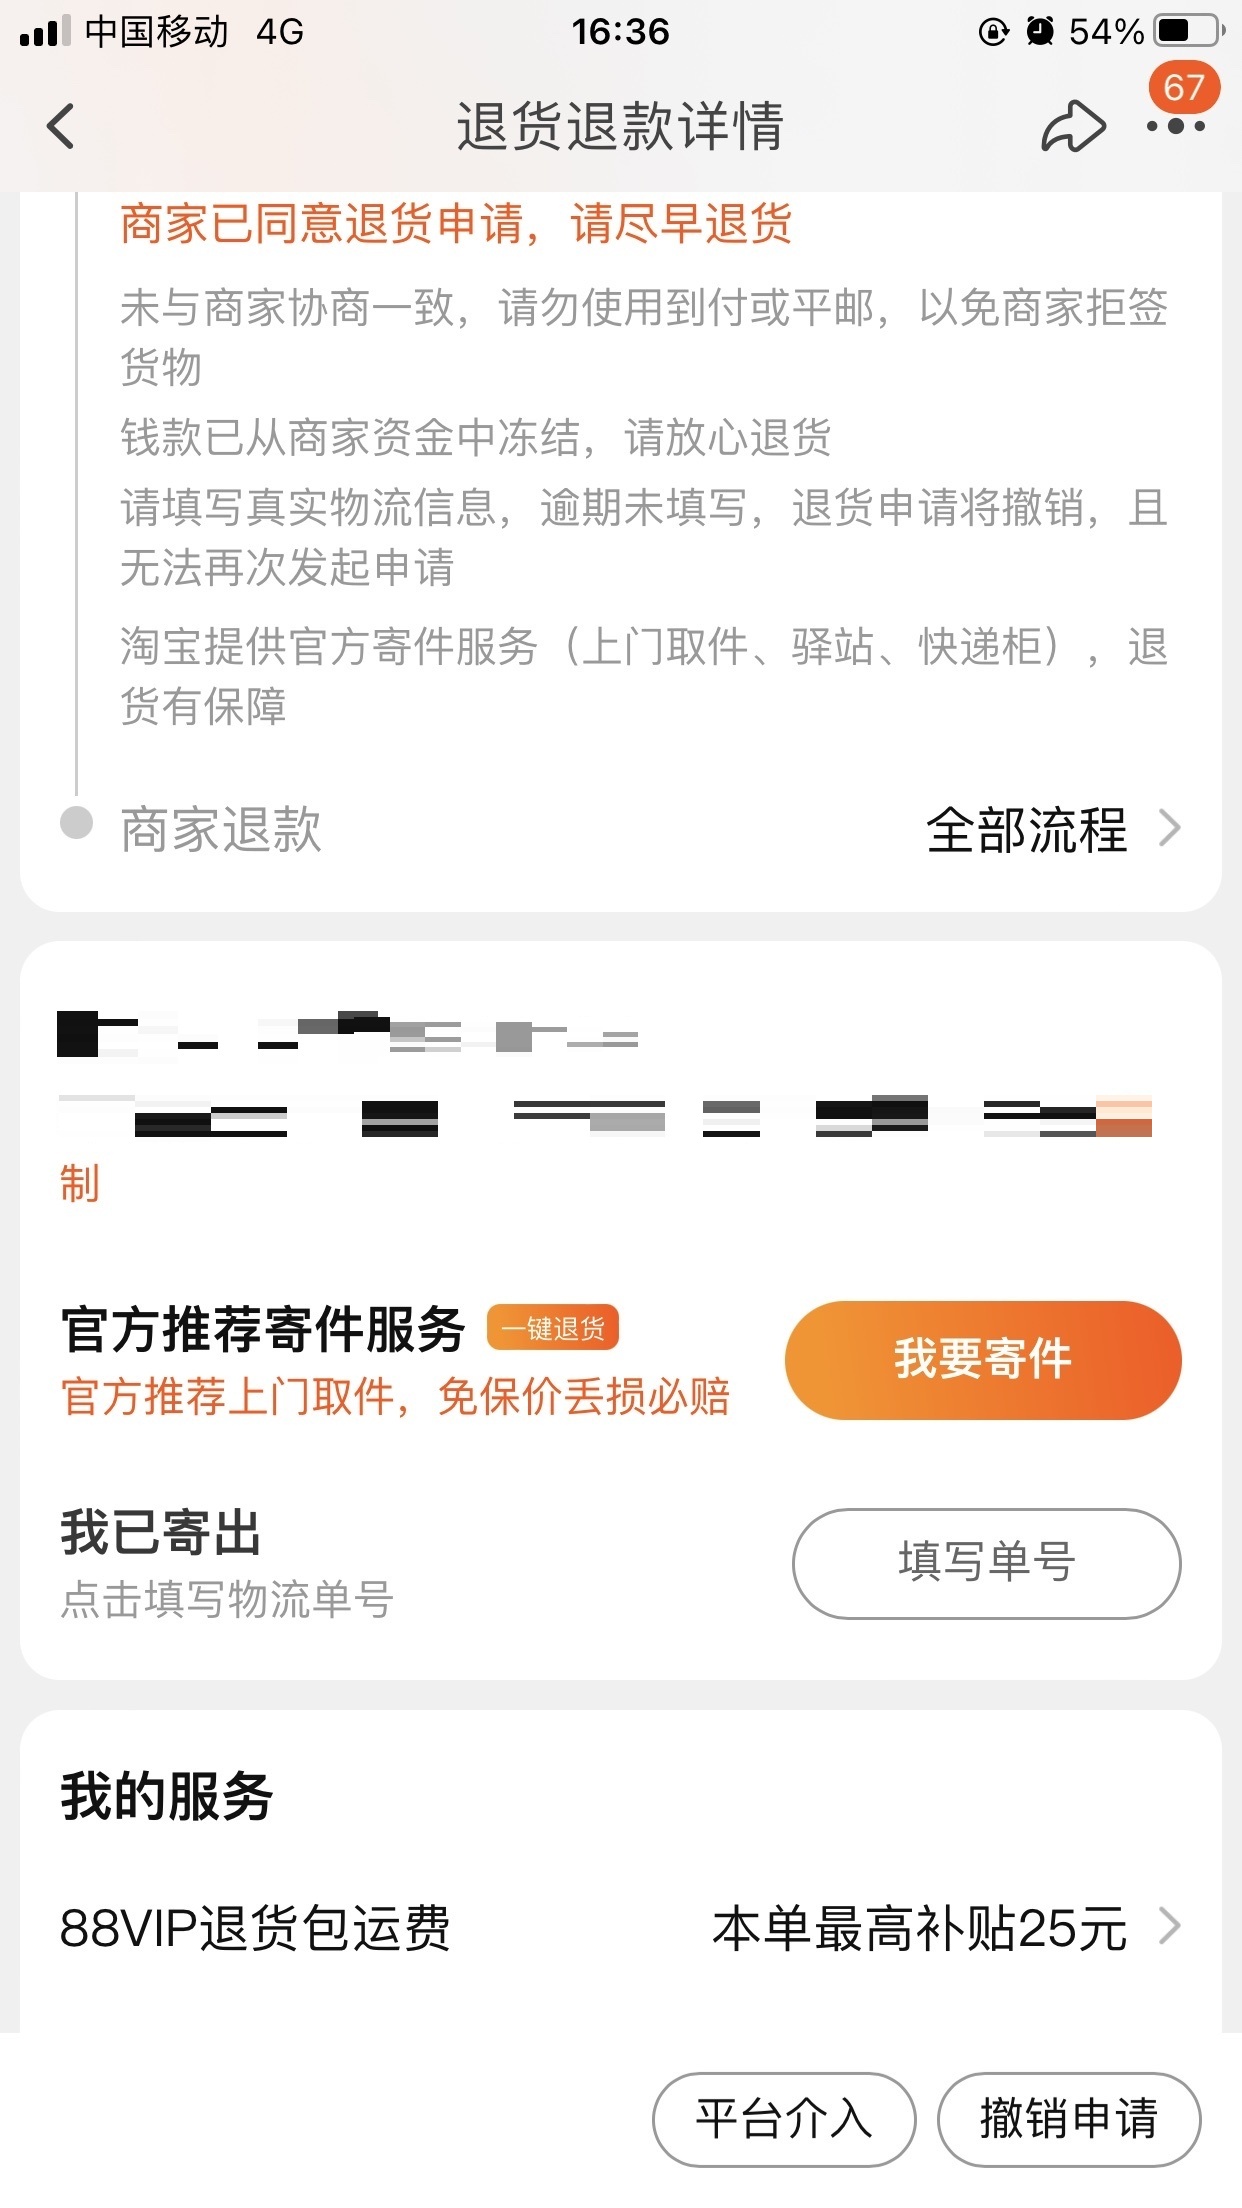 中国移动 4G 16:36 54%
67
退货退款详情
商家已同意退货申请，请尽早退货
未与商家协商一致，请勿使用到付或平邮，以免商家拒签
货物
钱款已从商家资金中冻结，请放心退货
请填写真实物流信息，逾期未填写，退货申请将撤销，且
无法再次发起申请
淘宝提供官方寄件服务（上门取件、驿站、快递柜），退
货有保障
商家退款 全部流程
制
官方推荐寄件服务 一键退货
我要寄件
官方推荐上门取件，免保价丢损必赔
我已寄出
填写单号
点击填写物流单号
我的服务
88VIP退货包运费 本单最高补贴25元
平台介入 撤销申请